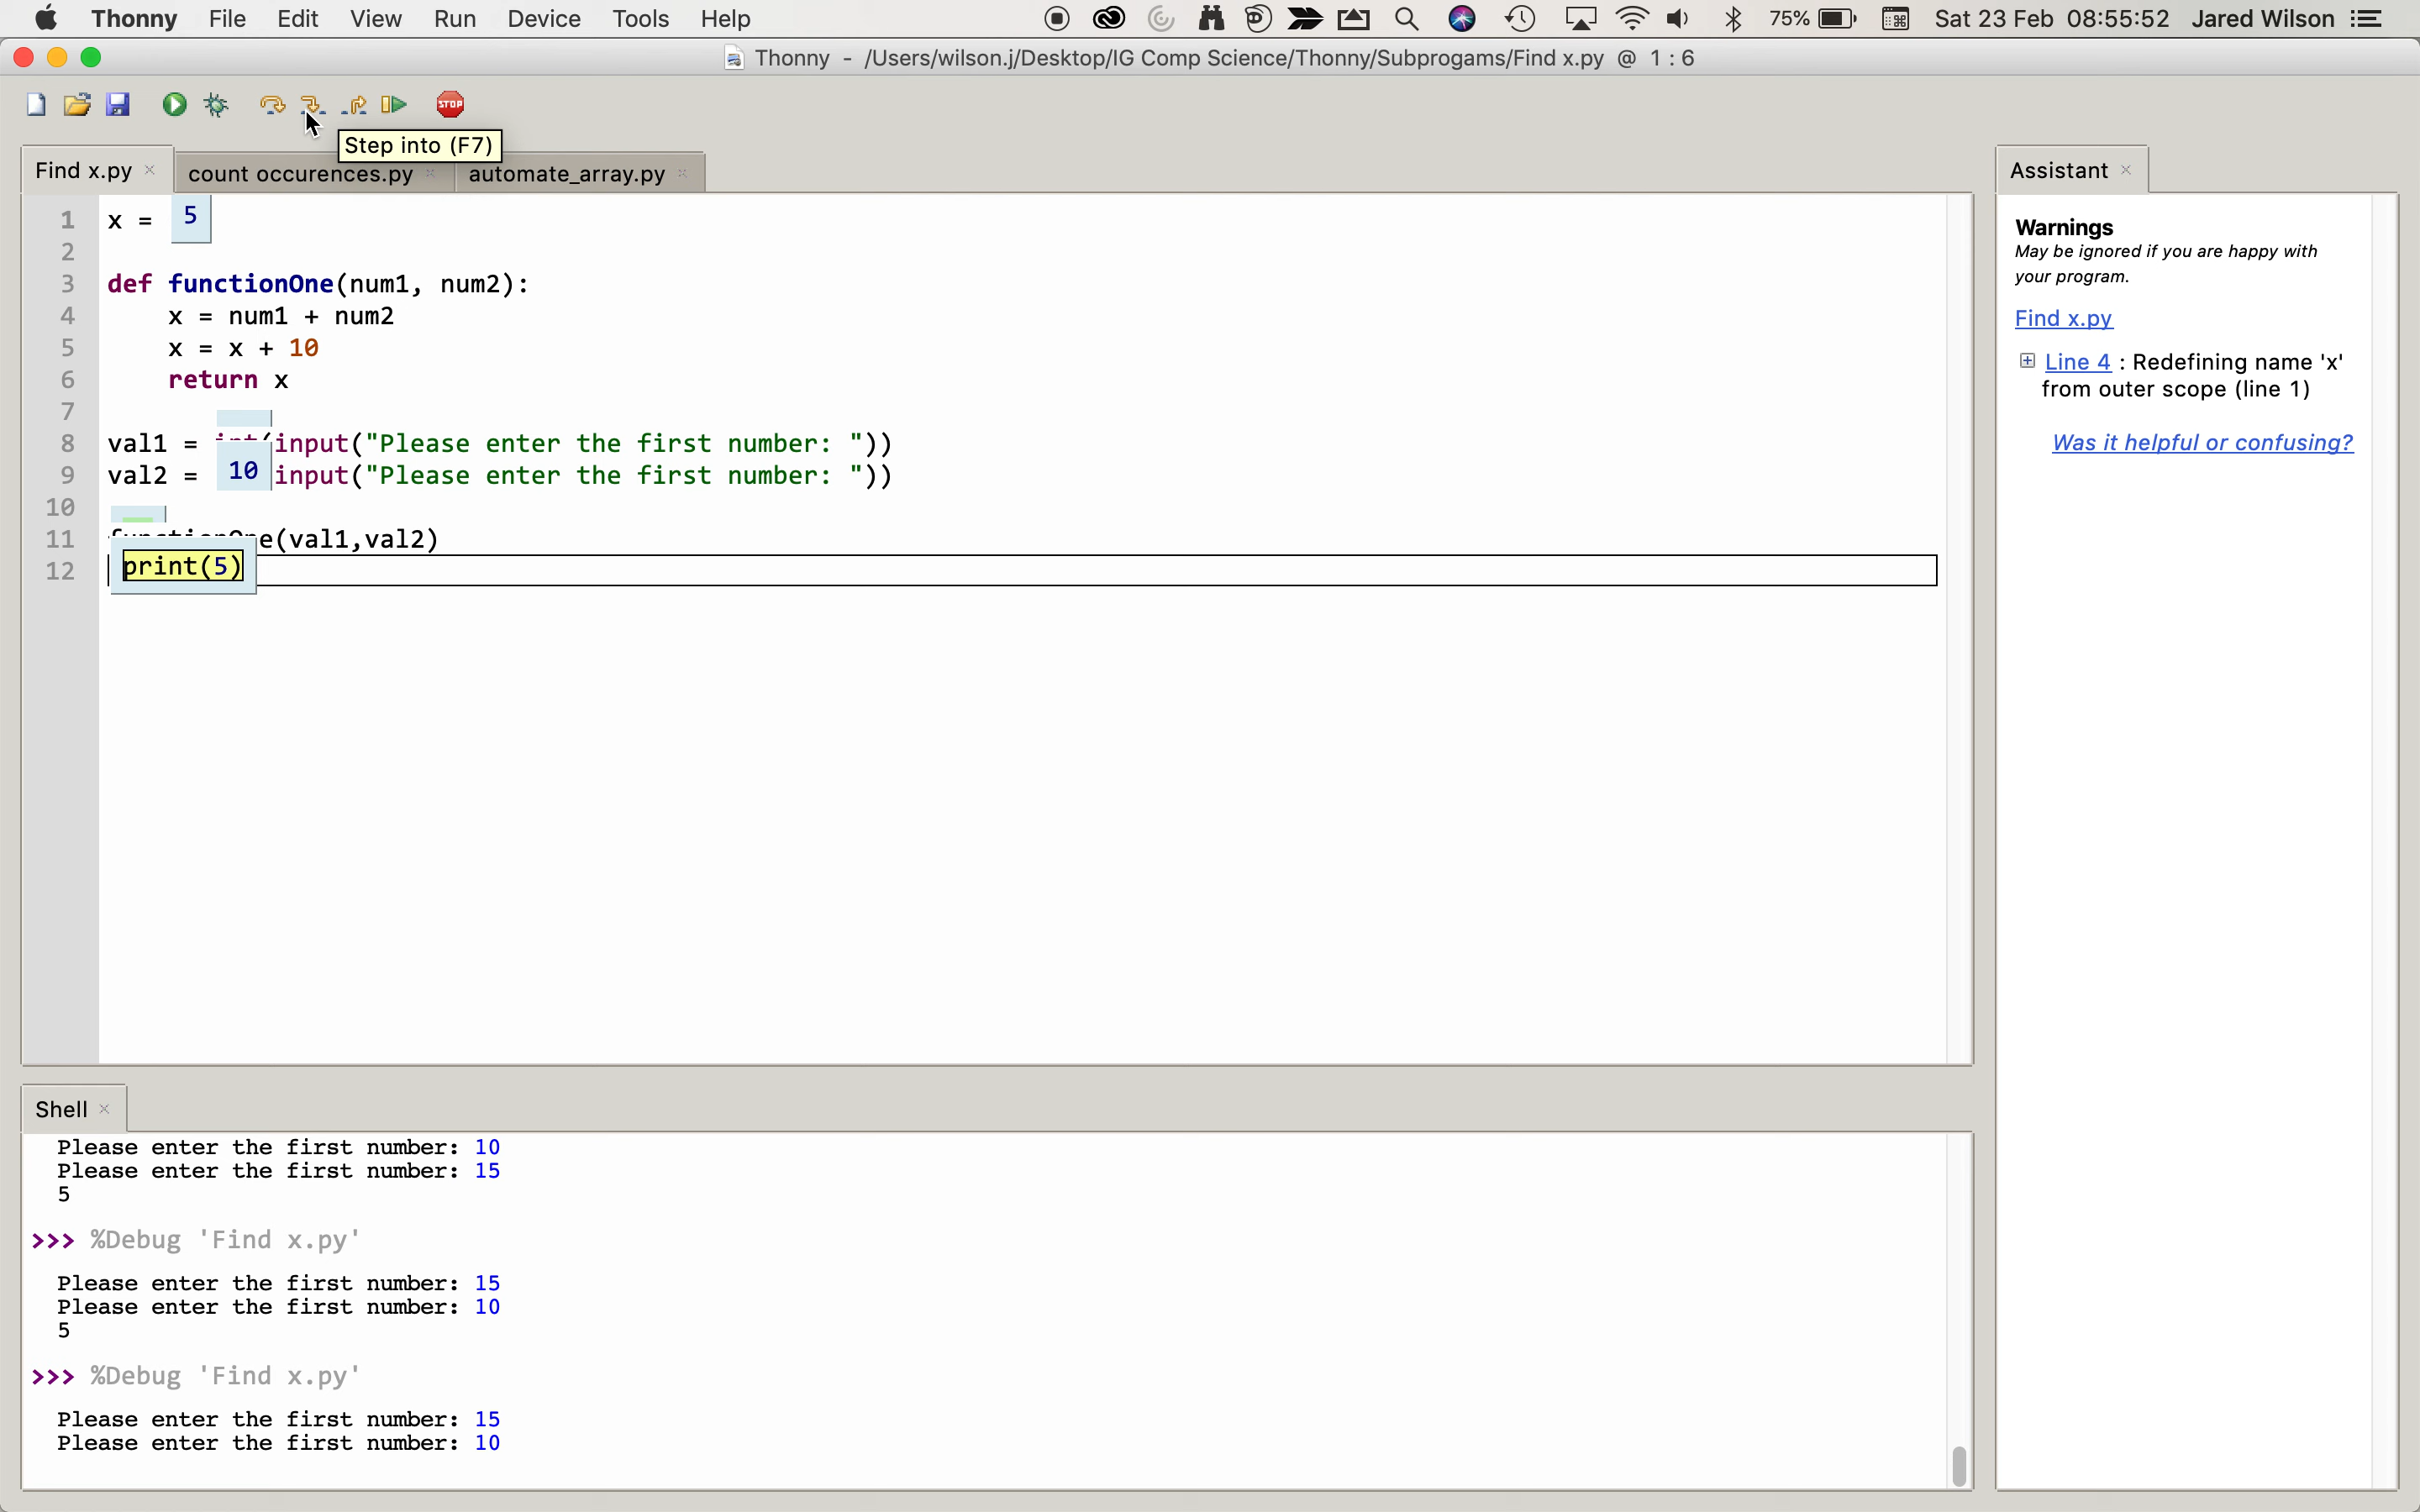 Thonny File Edit View Run Device Tools Help 75% Sat 23 Feb 08:55:52 Jared Wilson
Thonny - /Users/wilson.j/Desktop/IG Comp Science/Thonny/Subprogams/Find x.py @ 1 : 6
STOP
Step into (F7)
Find x.py × count occurences.py × automate_array.py ×
1 x = 5
2
3 def functionOne(num1, num2):
4 x = num1 + num2
5 x = x + 10
6 return x
7
8 val1 = int(input("Please enter the first number: "))
9 val2 = 10 input("Please enter the first number: "))
10
11 functionOne(val1,val2)
12 print(5)
Assistant ×
Warnings
May be ignored if you are happy with
your program.
Find x.py
Line 4 : Redefining name 'x'
from outer scope (line 1)
Was it helpful or confusing?
Shell ×
Please enter the first number: 10
Please enter the first number: 15
5
>>> %Debug 'Find x.py'
Please enter the first number: 15
Please enter the first number: 10
5
>>> %Debug 'Find x.py'
Please enter the first number: 15
Please enter the first number: 10